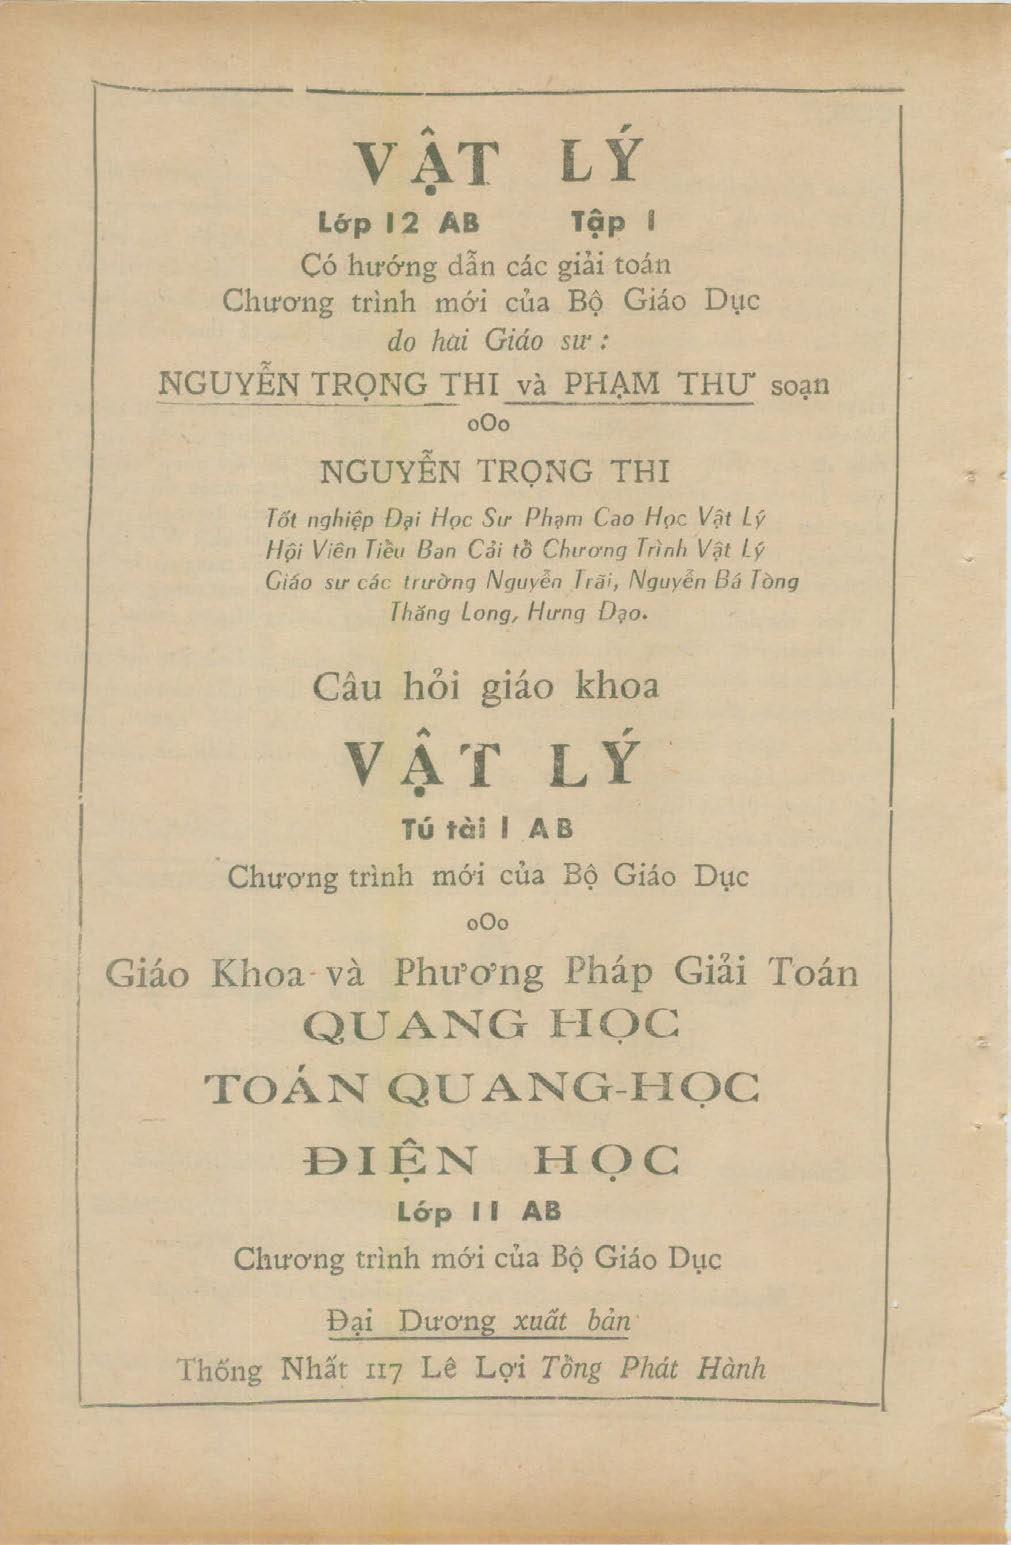 VẬT LÝ
Lớp 12 AB Tập I
Có hướng dẫn các giải toán
Chương trình mới của Bộ Giáo Dục
do hai Giáo sư :
NGUYỄN TRỌNG THI và PHẠM THƯ soạn
oOo
NGUYỄN TRỌNG THI
Tốt nghiệp Đại Học Sư Phạm Cao Học Vật Lý
Hội Viên Tiểu Ban Cải tổ Chương Trình Vật Lý
Giáo sư các trường Nguyễn Trãi, Nguyễn Bá Tòng
Thăng Long, Hưng Đạo.
Câu hỏi giáo khoa
VẬT LÝ
Tú tài I AB
Chương trình mới của Bộ Giáo Dục
oOo
Giáo Khoa và Phương Pháp Giải Toán
QUANG HỌC
TOÁN QUANG-HỌC
ĐIỆN HỌC
Lớp 11 AB
Chương trình mới của Bộ Giáo Dục
Đại Dương xuất bản
Thống Nhất 117 Lê Lợi Tổng Phát Hành